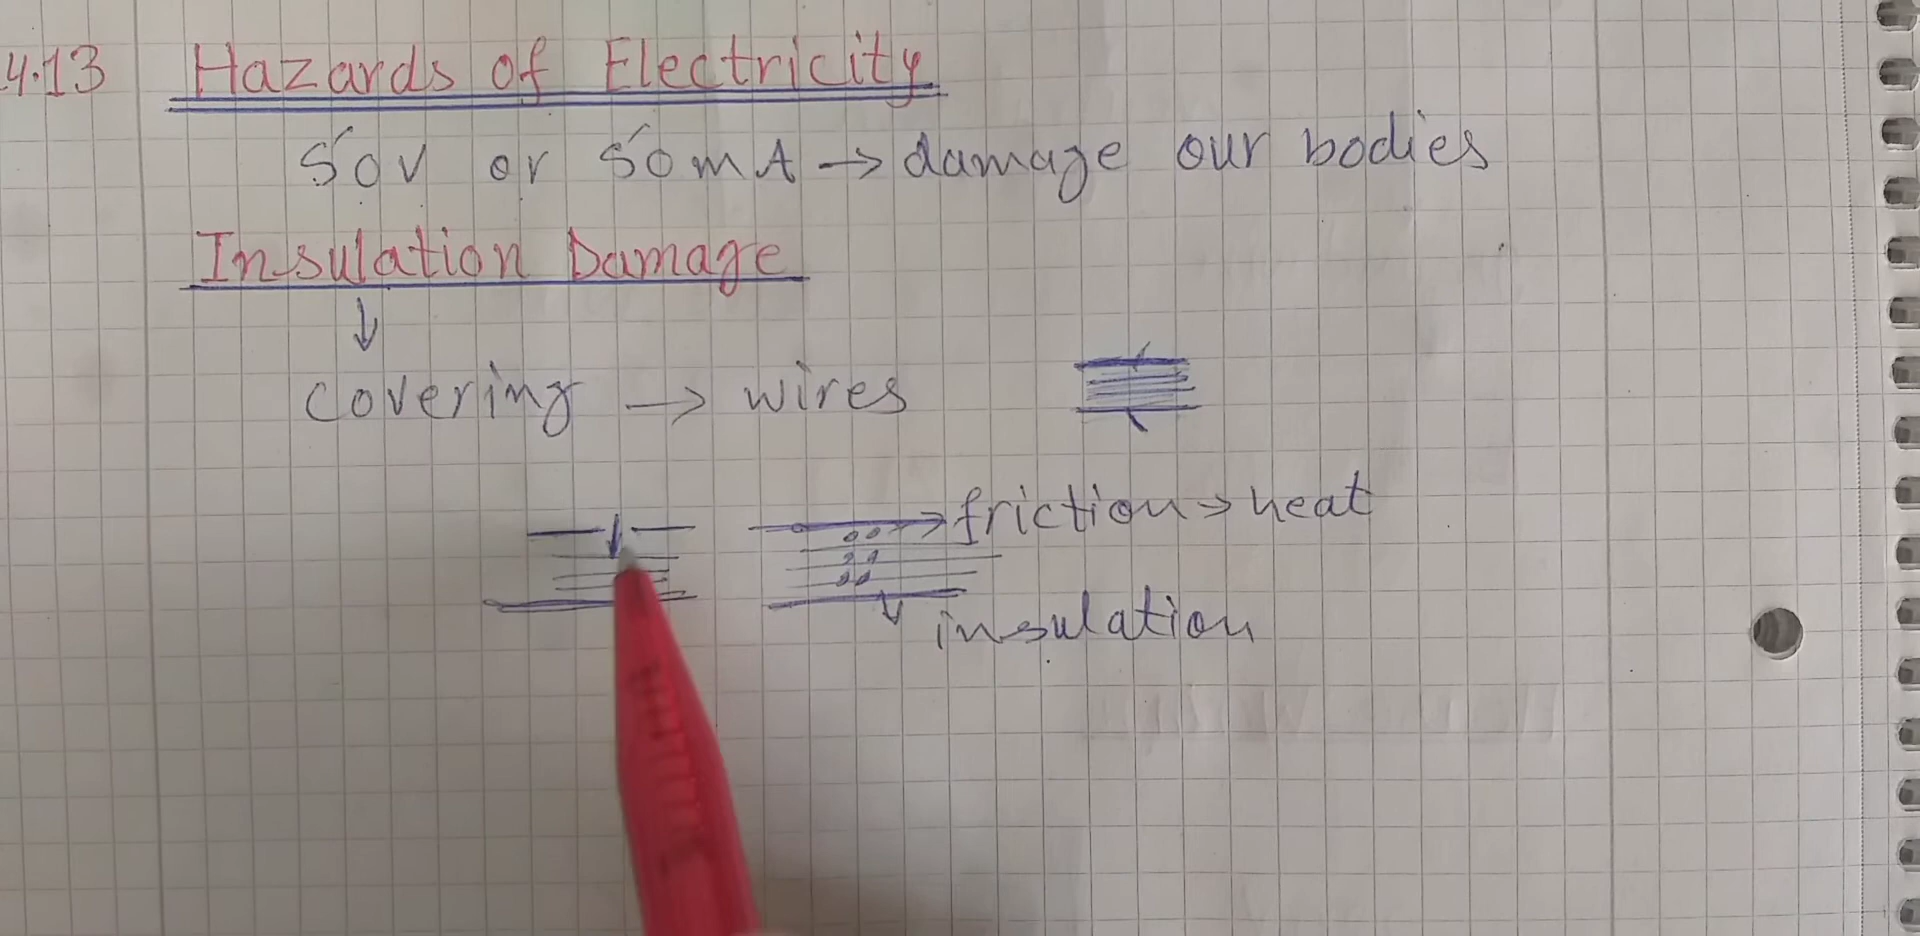 4.13 Hazards of Electricity
50V or 50mA → damage our bodies
Insulation Damage
↓
covering → wires
friction → heat
insulation